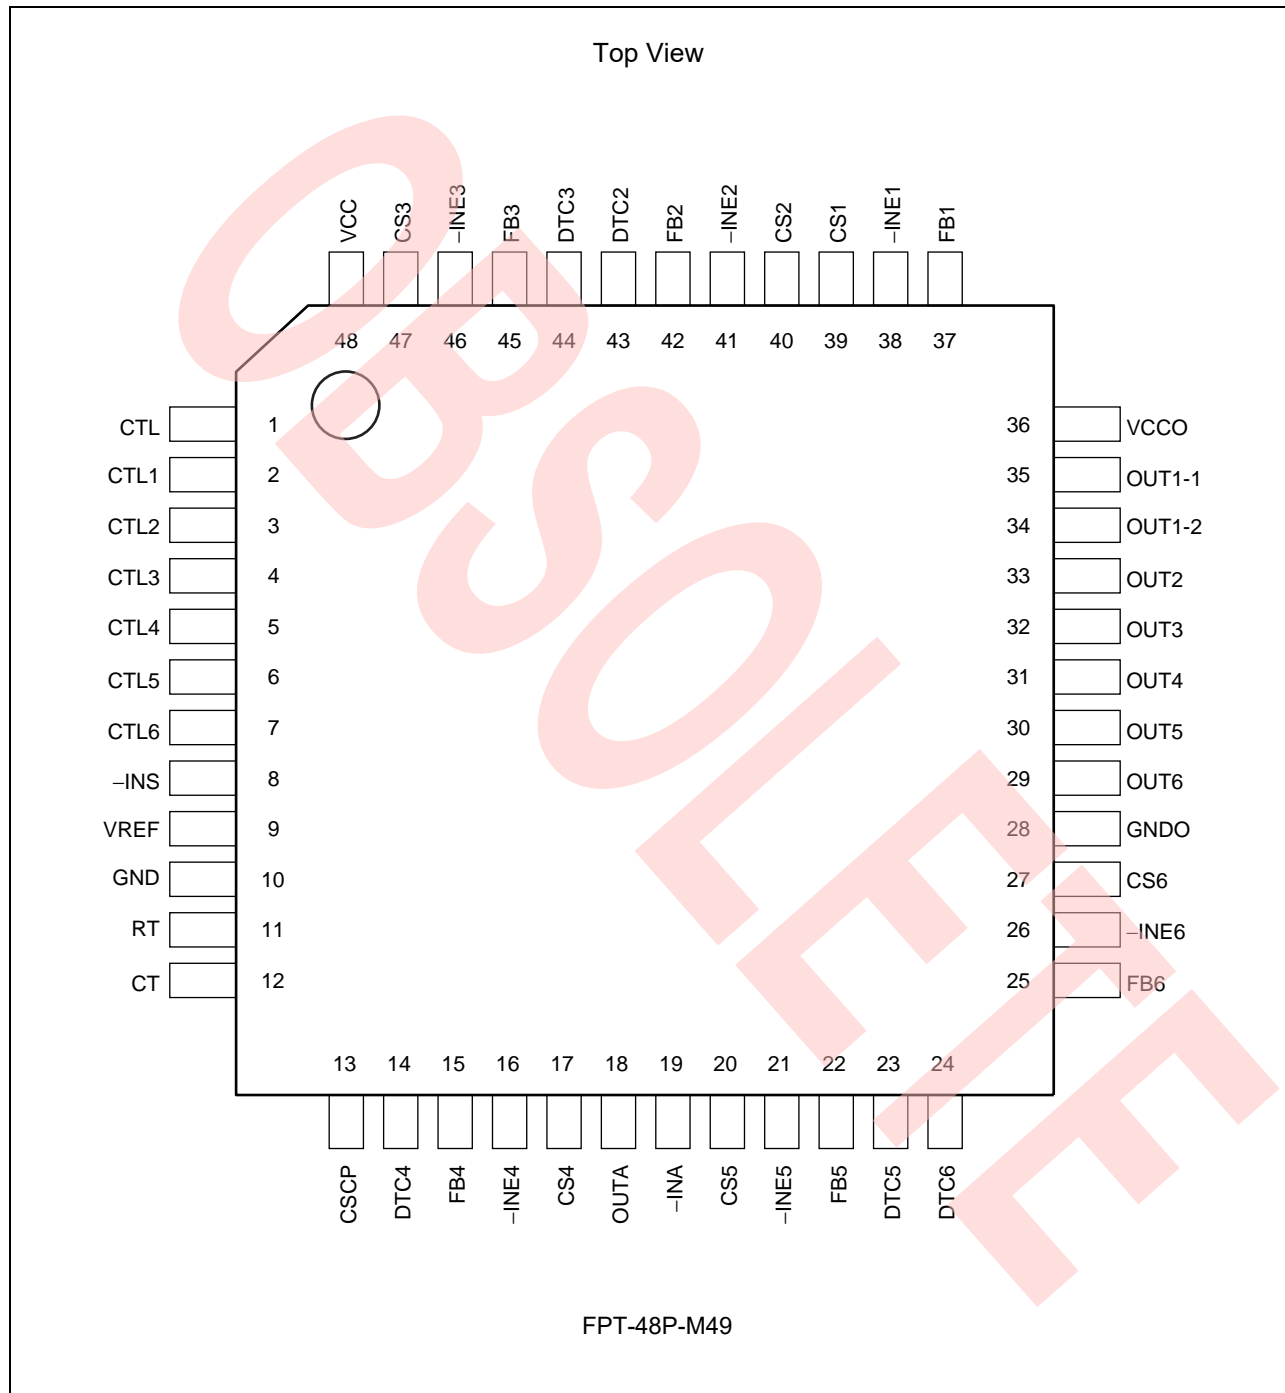 Top View
VCC CS3 –INE3 FB3 DTC3 DTC2 FB2 –INE2 CS2 CS1 –INE1 FB1
48 47 46 45 44 43 42 41 40 39 38 37
CTL 1 36 VCCO
CTL1 2 35 OUT1-1
CTL2 3 34 OUT1-2
CTL3 4 33 OUT2
CTL4 5 32 OUT3
CTL5 6 31 OUT4
CTL6 7 30 OUT5
–INS 8 29 OUT6
VREF 9 28 GNDO
GND 10 27 CS6
RT 11 26 –INE6
CT 12 25 FB6
13 14 15 16 17 18 19 20 21 22 23 24
CSCP DTC4 FB4 –INE4 CS4 OUTA –INA CS5 –INE5 FB5 DTC5 DTC6
FPT-48P-M49
OBSOLETE